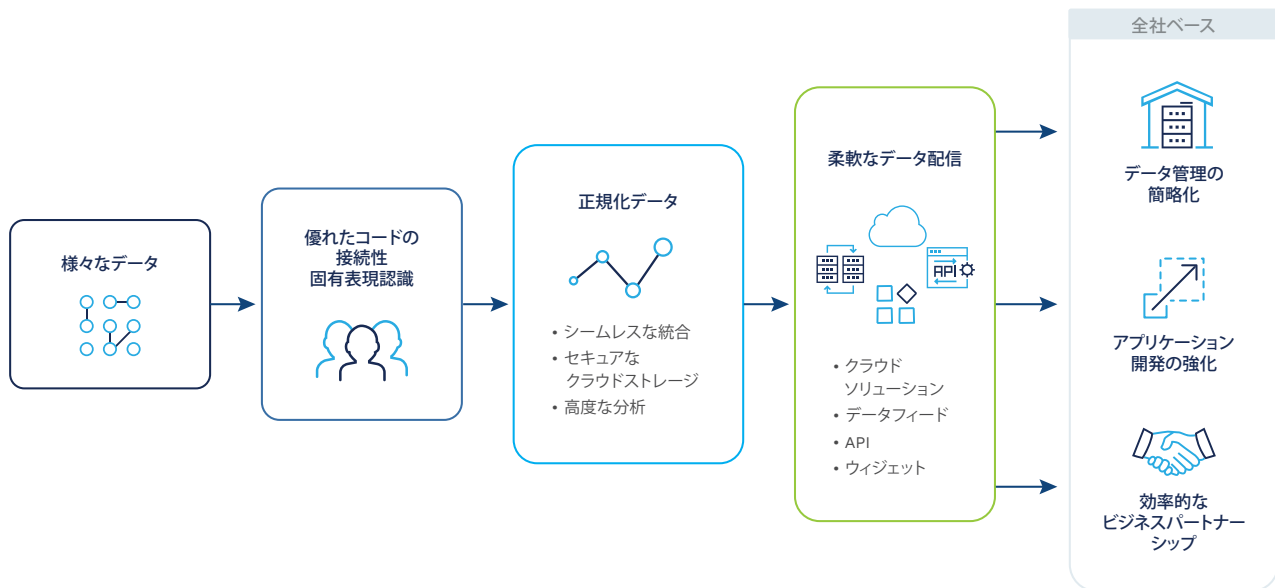 様々なデータ
優れたコードの
接続性
固有表現認識
正規化データ
• シームレスな統合
• セキュアな
クラウドストレージ
• 高度な分析
柔軟なデータ配信
API
• クラウド
ソリューション
• データフィード
• API
• ウィジェット
全社ベース
データ管理の
簡略化
アプリケーション
開発の強化
効率的な
ビジネスパートナー
シップ